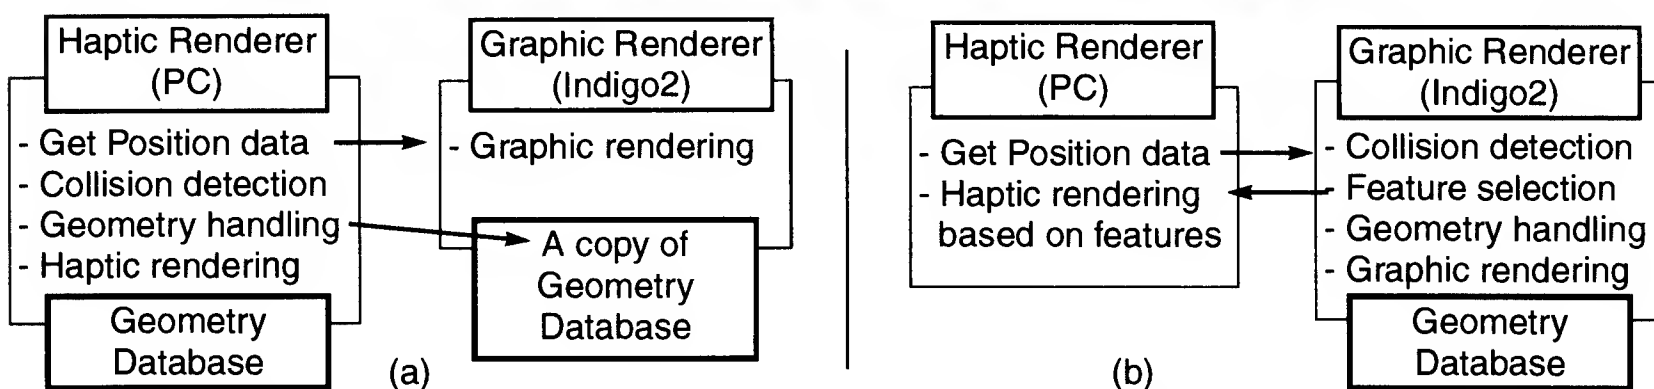 Haptic Renderer
(PC)
- Get Position data
- Collision detection
- Geometry handling
- Haptic rendering
Geometry
Database
Graphic Renderer
(Indigo2)
- Graphic rendering
A copy of
Geometry
Database
(a)
Haptic Renderer
(PC)
- Get Position data
- Haptic rendering
based on features
Graphic Renderer
(Indigo2)
- Collision detection
- Feature selection
- Geometry handling
- Graphic rendering
Geometry
Database
(b)